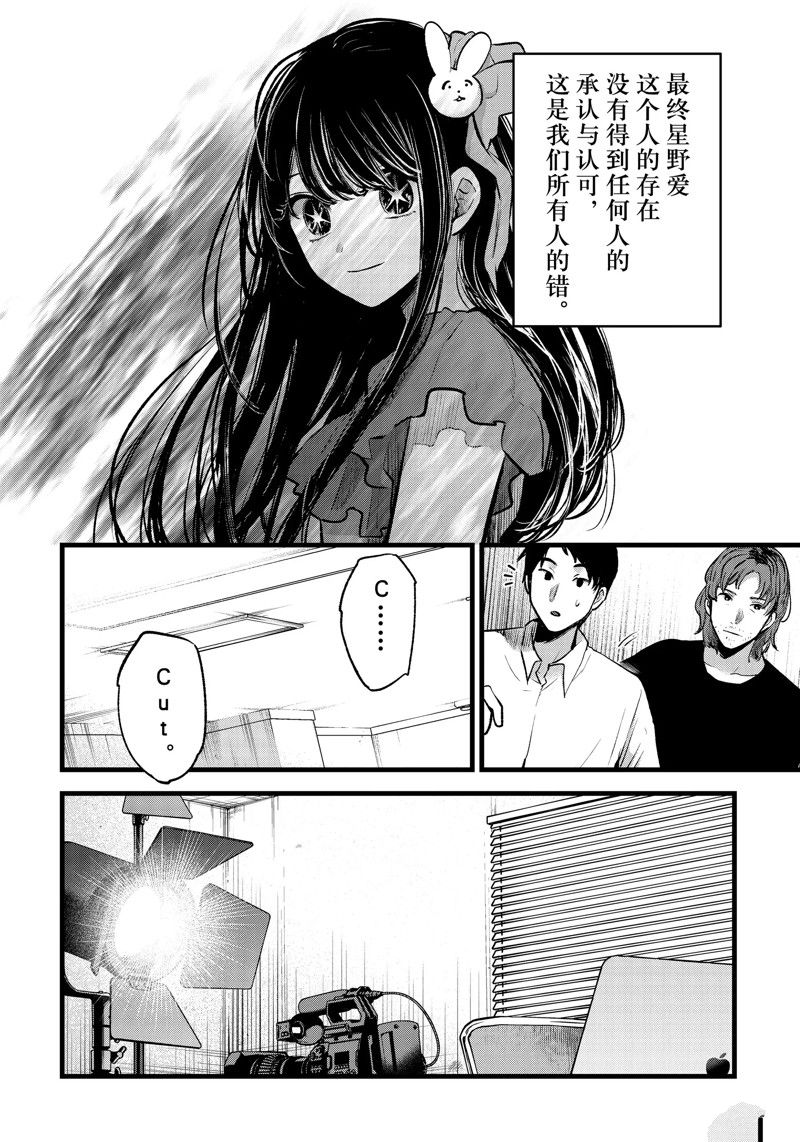 最终星野爱
这个人的存在
没有得到任何人的
承认与认可，
这是我们所有人的错。
C……
Cut。